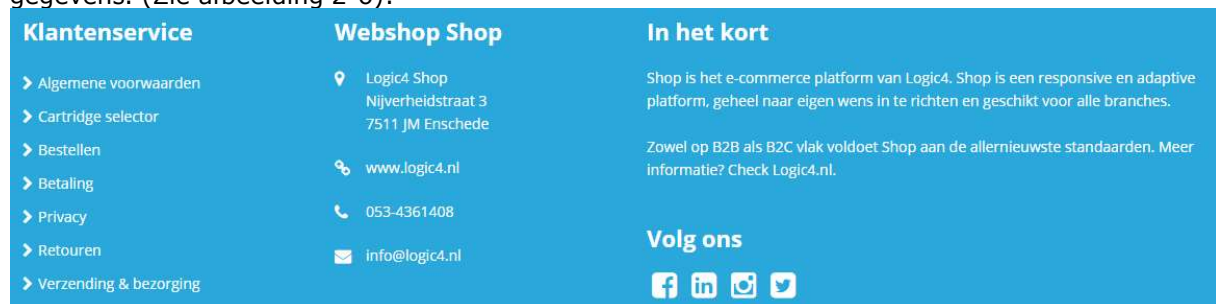 gegevens. (Zie afbeelding 2-6).
Klantenservice
Algemene voorwaarden
Cartridge selector
Bestellen
Betaling
Privacy
Retouren
Verzending & bezorging
Webshop Shop
Logic4 Shop
Nijverheidstraat 3
7511 JM Enschede
www.logic4.nl
053-4361408
info@logic4.nl
In het kort
Shop is het e-commerce platform van Logic4. Shop is een responsive en adaptive
platform, geheel naar eigen wens in te richten en geschikt voor alle branches.
Zowel op B2B als B2C vlak voldoet Shop aan de allernieuwste standaarden. Meer
informatie? Check Logic4.nl.
Volg ons